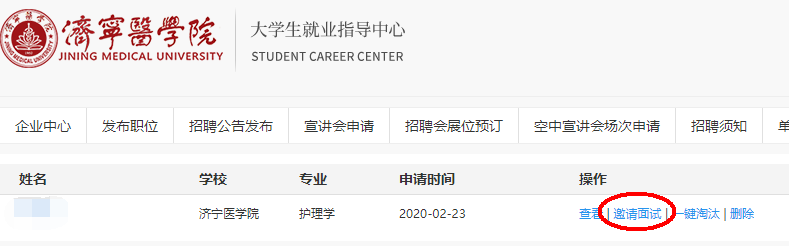 濟寧醫學院
JINING MEDICAL UNIVERSITY
大学生就业指导中心
STUDENT CAREER CENTER
企业中心 发布职位 招聘公告发布 宣讲会申请 招聘会展位预订 空中宣讲会场次申请 招聘须知 单
姓名 学校 专业 申请时间 操作
济宁医学院 护理学 2020-02-23 查看 | 邀请面试 | 一键淘汰 | 删除